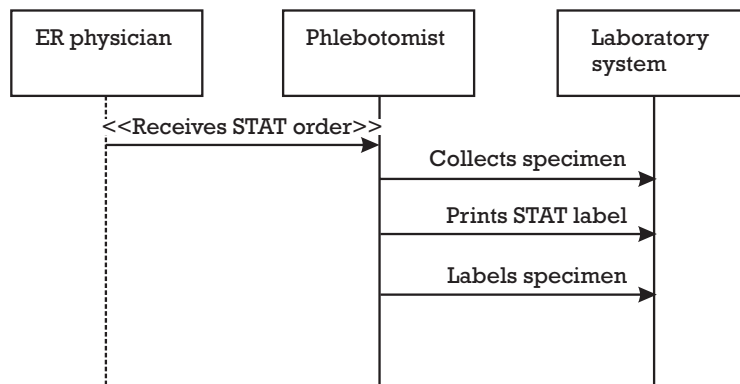 ER physician
Phlebotomist
Laboratory
system
<<Receives STAT order>>
Collects specimen
Prints STAT label
Labels specimen